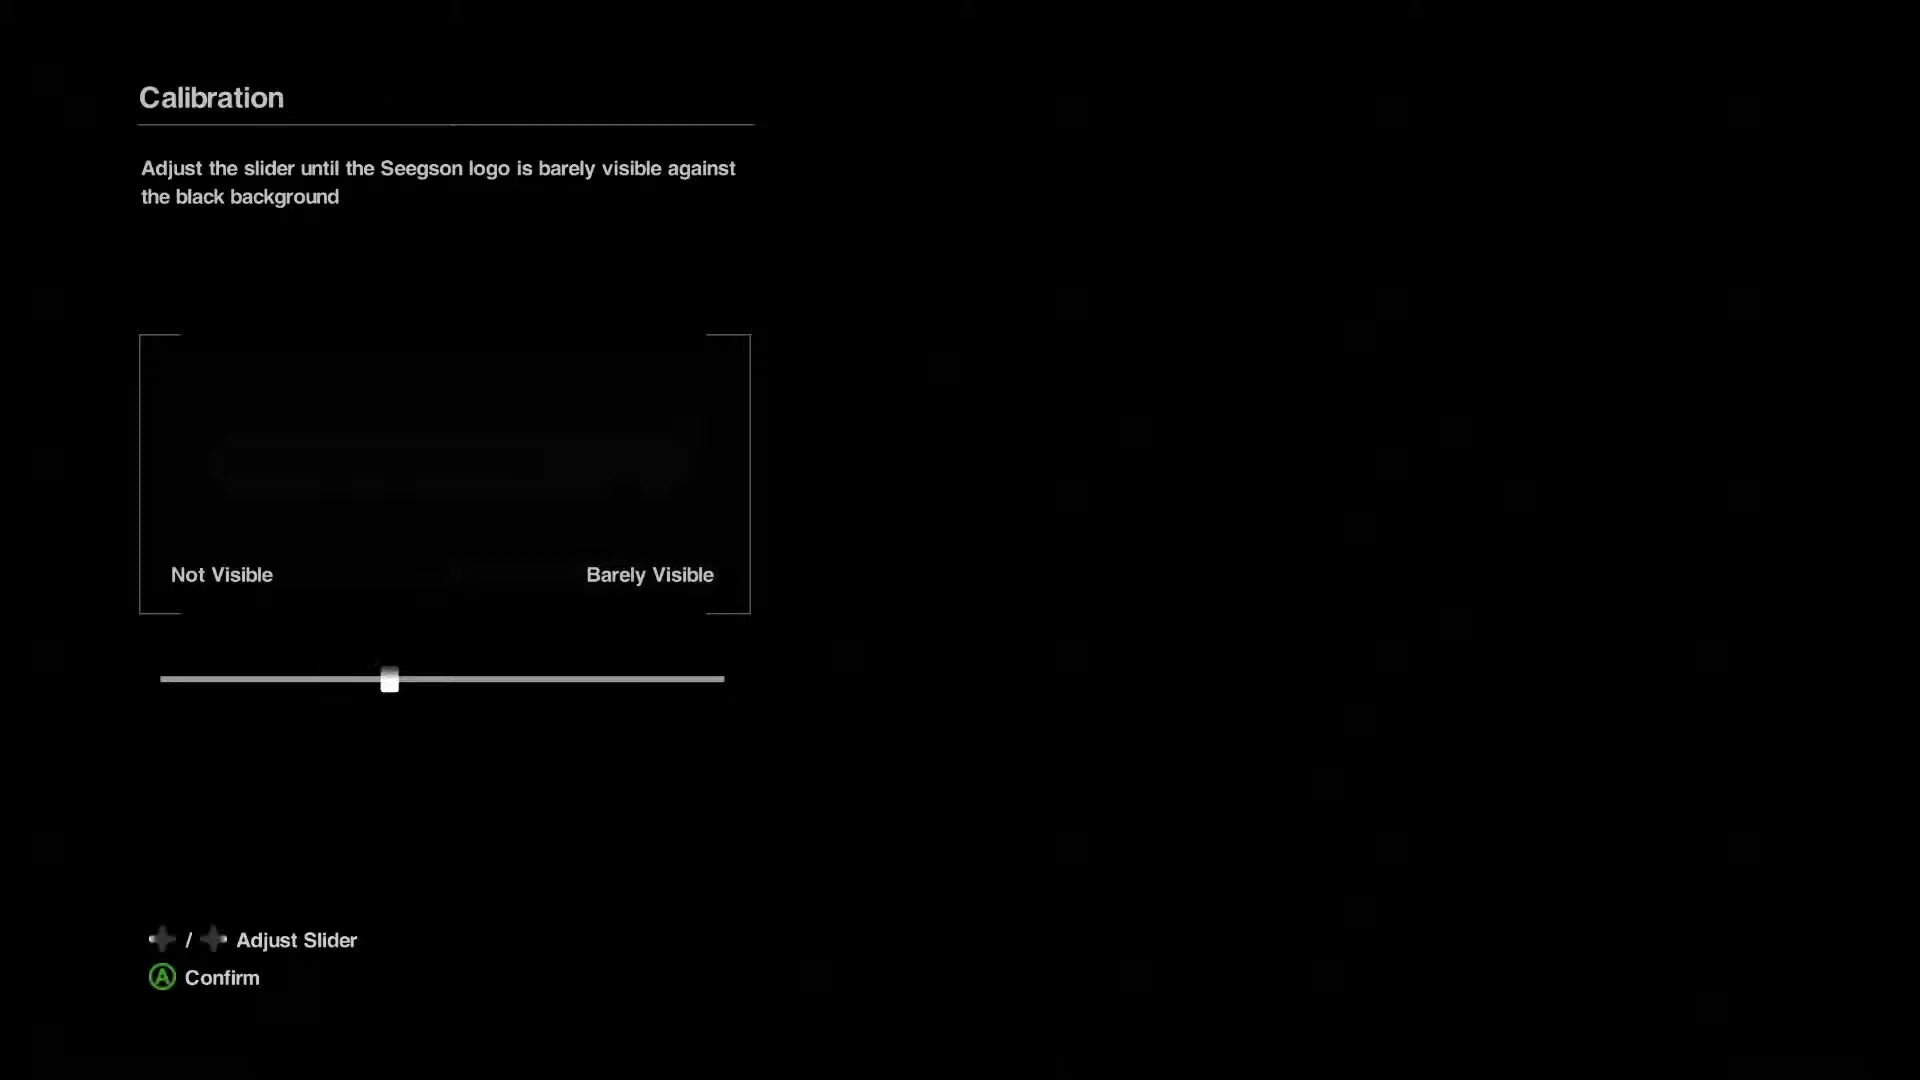 Calibration
Adjust the slider until the Seegson logo is barely visible against
the black background
Not Visible
Barely Visible
/ Adjust Slider
A Confirm